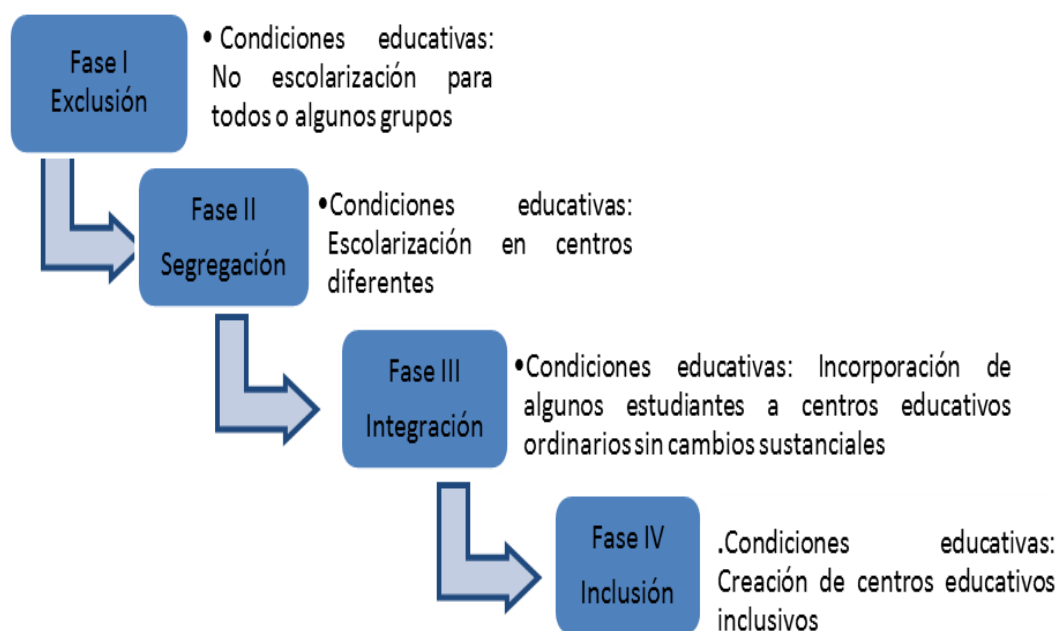 Fase I
Exclusión
• Condiciones educativas:
No escolarización para
todos o algunos grupos
Fase II
Segregación
•Condiciones educativas:
Escolarización en centros
diferentes
Fase III
Integración
•Condiciones educativas: Incorporación de
algunos estudiantes a centros educativos
ordinarios sin cambios sustanciales
Fase IV
Inclusión
.Condiciones educativas:
Creación de centros educativos
inclusivos